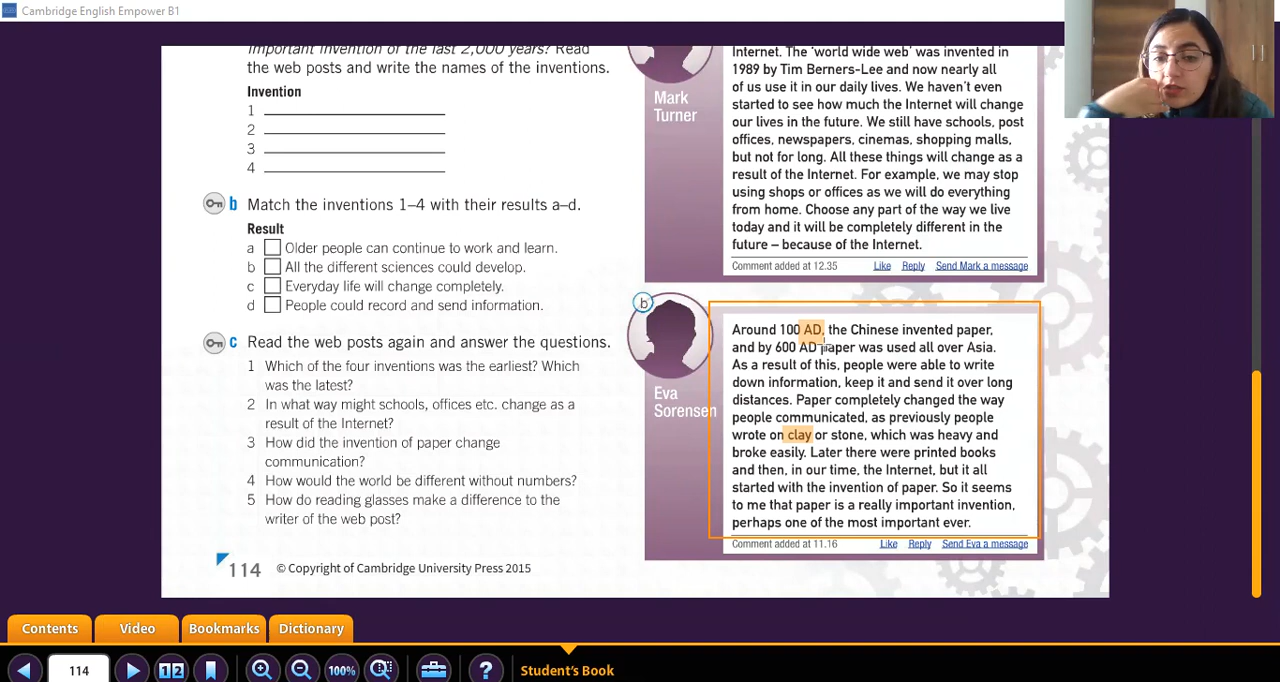 Cambridge English Empower B1
important invention of the last 2,000 years? Read
the web posts and write the names of the inventions.
Invention
1
2
3
4
b Match the inventions 1–4 with their results a–d.
Result
a Older people can continue to work and learn.
b All the different sciences could develop.
c Everyday life will change completely.
d People could record and send information.
c Read the web posts again and answer the questions.
1 Which of the four inventions was the earliest? Which
was the latest?
2 In what way might schools, offices etc. change as a
result of the Internet?
3 How did the invention of paper change
communication?
4 How would the world be different without numbers?
5 How do reading glasses make a difference to the
writer of the web post?
114 © Copyright of Cambridge University Press 2015
Mark
Turner
Internet. The 'world wide web' was invented in
1989 by Tim Berners-Lee and now nearly all
of us use it in our daily lives. We haven't even
started to see how much the Internet will change
our lives in the future. We still have schools, post
offices, newspapers, cinemas, shopping malls,
but not for long. All these things will change as a
result of the Internet. For example, we may stop
using shops or offices as we will do everything
from home. Choose any part of the way we live
today and it will be completely different in the
future – because of the Internet.
Comment added at 12.35 Like Reply Send Mark a message
b
Eva
Sorensen
Around 100 AD, the Chinese invented paper,
and by 600 AD paper was used all over Asia.
As a result of this, people were able to write
down information, keep it and send it over long
distances. Paper completely changed the way
people communicated, as previously people
wrote on clay or stone, which was heavy and
broke easily. Later there were printed books
and then, in our time, the Internet, but it all
started with the invention of paper. So it seems
to me that paper is a really important invention,
perhaps one of the most important ever.
Comment added at 11.16 Like Reply Send Eva a message
Contents Video Bookmarks Dictionary
114 12 100% ? Student's Book